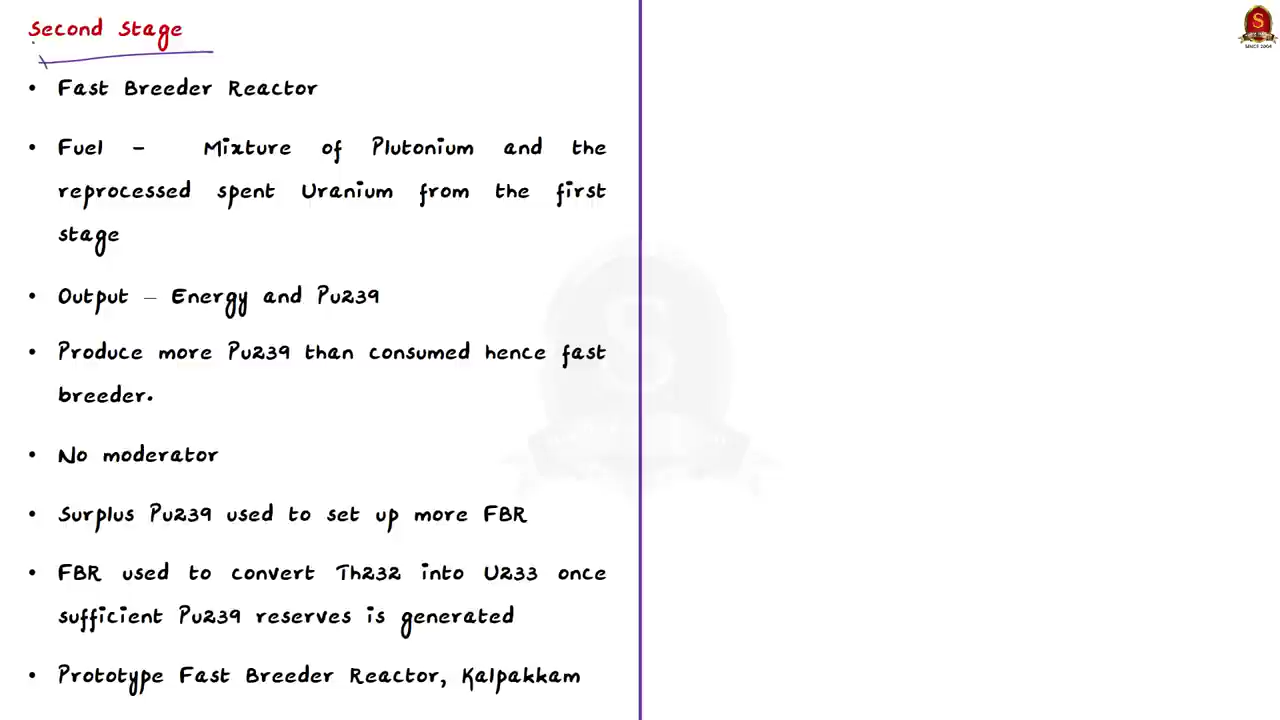 Second Stage
• Fast Breeder Reactor
• Fuel – Mixture of Plutonium and the
reprocessed spent Uranium from the first
stage
• Output – Energy and Pu239
• Produce more Pu239 than consumed hence fast
breeder.
• No moderator
• Surplus Pu239 used to set up more FBR
• FBR used to convert Th232 into U233 once
sufficient Pu239 reserves is generated
• Prototype Fast Breeder Reactor, Kalpakkam
S
SINCE 2004